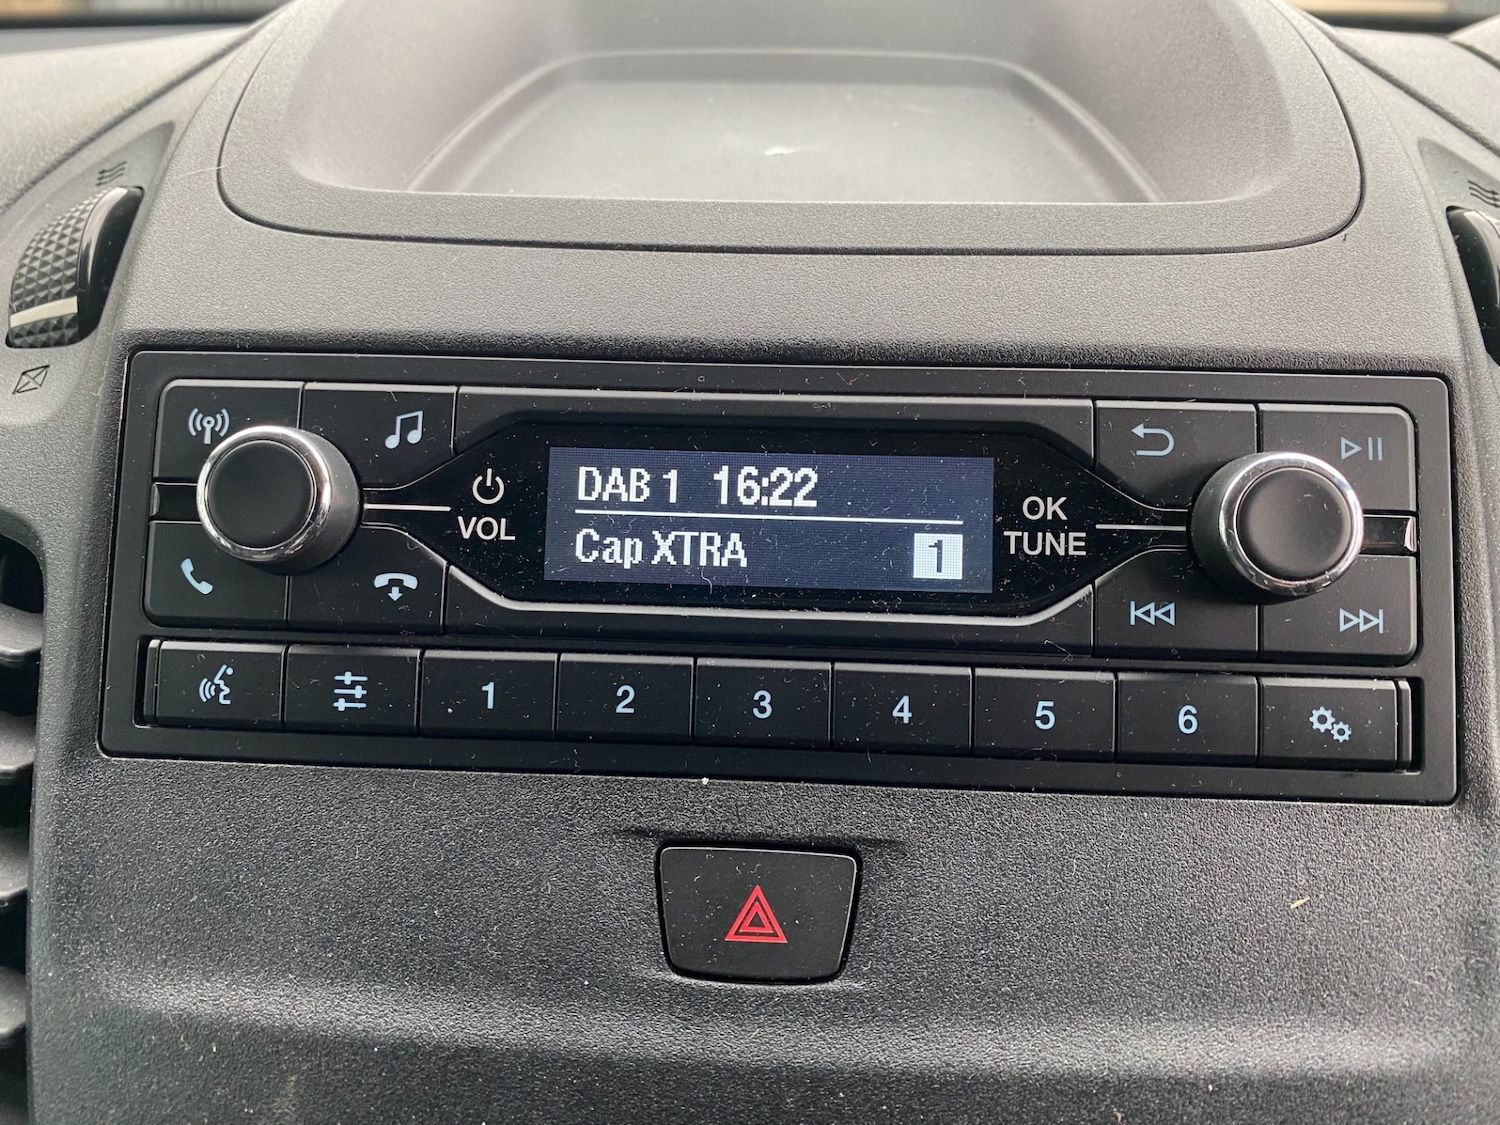 DAB 1 16:22
Cap XTRA 1
VOL
OK
TUNE
1 2 3 4 5 6